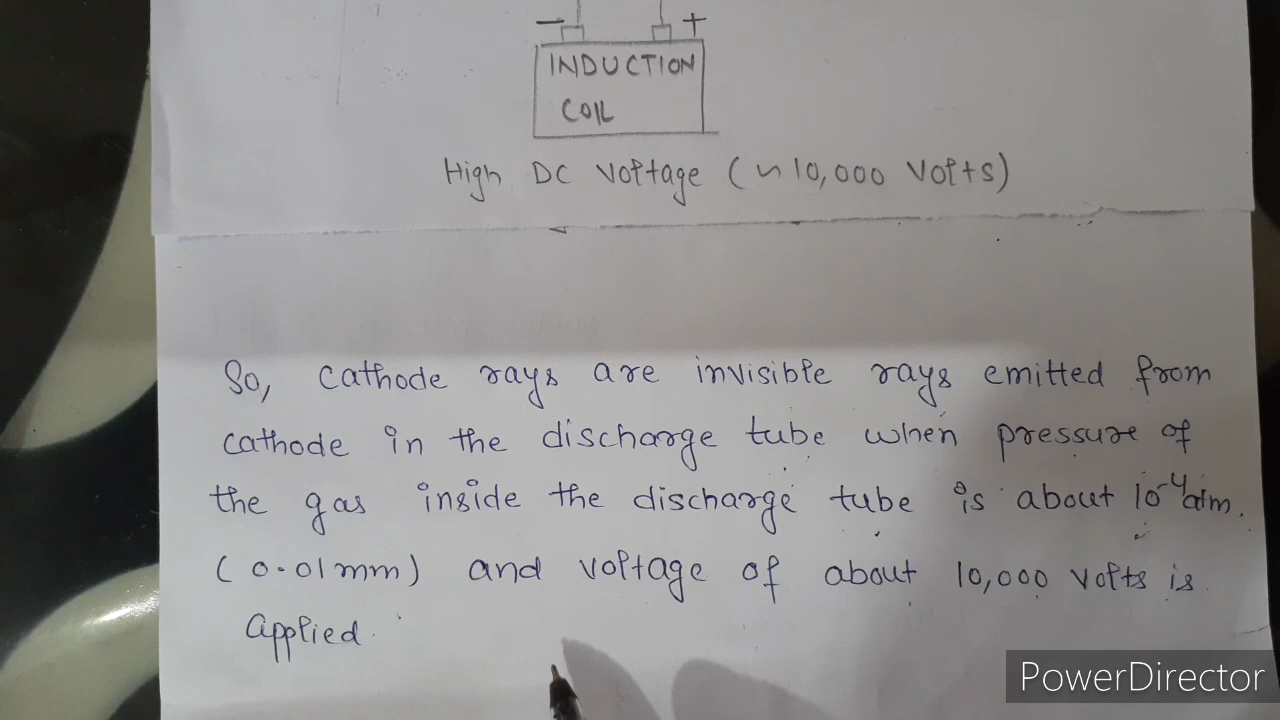 - +
INDUCTION
COIL
High DC Voltage (~10,000 Volts)
So, Cathode rays are invisible rays emitted from
cathode in the discharge tube when pressure of
the gas inside the discharge tube is about 10⁻⁴ atm.
(0.01mm) and voltage of about 10,000 volts is
applied.
PowerDirector